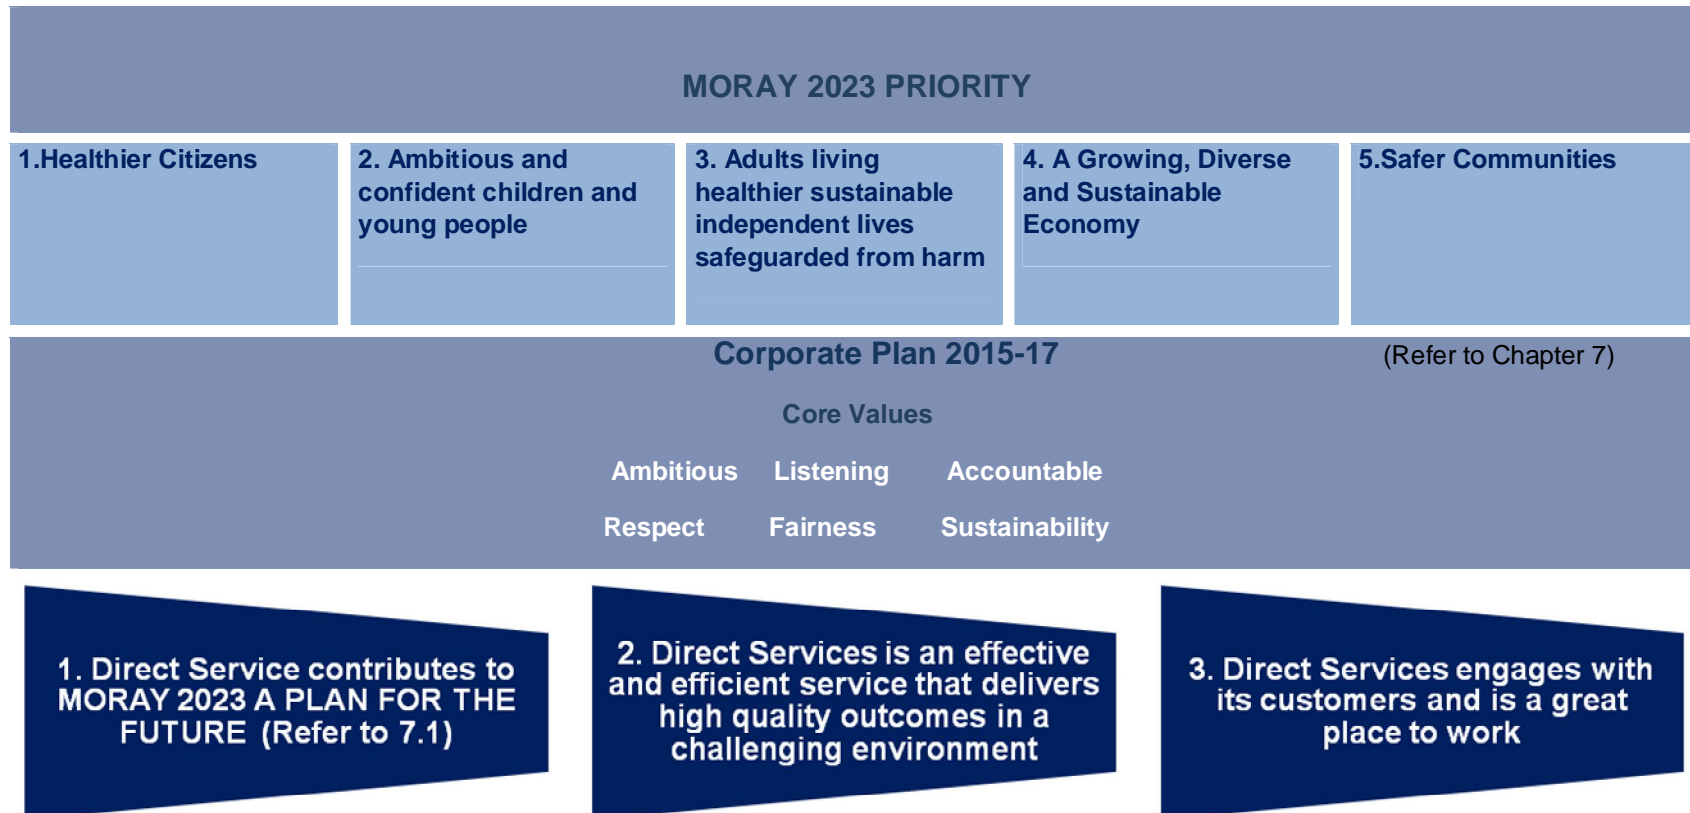 MORAY 2023 PRIORITY
1.Healthier Citizens
2. Ambitious and
confident children and
young people
3. Adults living
healthier sustainable
independent lives
safeguarded from harm
4. A Growing, Diverse
and Sustainable
Economy
5.Safer Communities
Corporate Plan 2015-17 (Refer to Chapter 7)
Core Values
Ambitious Listening Accountable
Respect Fairness Sustainability
1. Direct Service contributes to
MORAY 2023 A PLAN FOR THE
FUTURE (Refer to 7.1)
2. Direct Services is an effective
and efficient service that delivers
high quality outcomes in a
challenging environment
3. Direct Services engages with
its customers and is a great
place to work